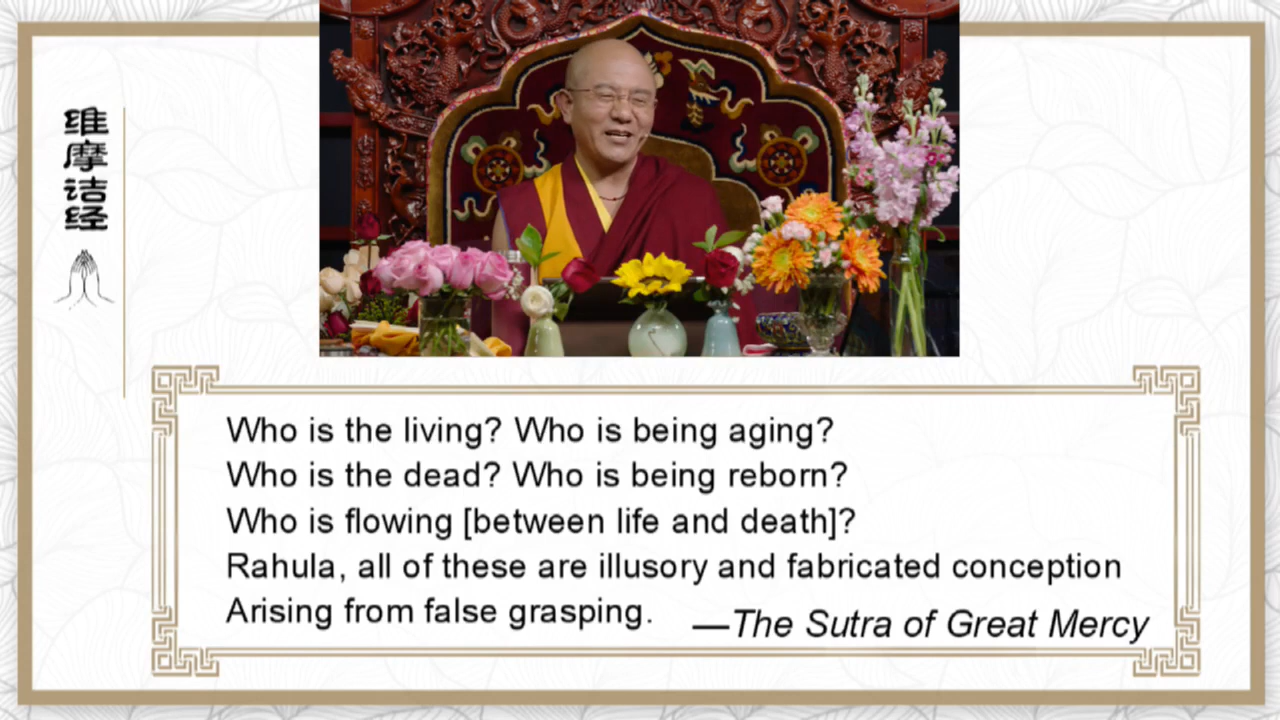 维摩诘经
Who is the living? Who is being aging?
Who is the dead? Who is being reborn?
Who is flowing [between life and death]?
Rahula, all of these are illusory and fabricated conception
Arising from false grasping.
—The Sutra of Great Mercy